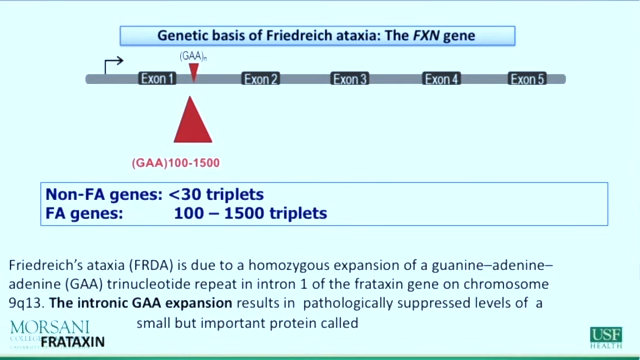 Genetic basis of Friedreich ataxia: The FXN gene
(GAA)n
Exon 1 Exon 2 Exon 3 Exon 4 Exon 5
(GAA)100-1500
Non-FA genes: <30 triplets
FA genes: 100 – 1500 triplets
Friedreich's ataxia (FRDA) is due to a homozygous expansion of a guanine–adenine–
adenine (GAA) trinucleotide repeat in intron 1 of the frataxin gene on chromosome
9q13. The intronic GAA expansion results in pathologically suppressed levels of a
small but important protein called
FRATAXIN
MORSANI
USF
HEALTH